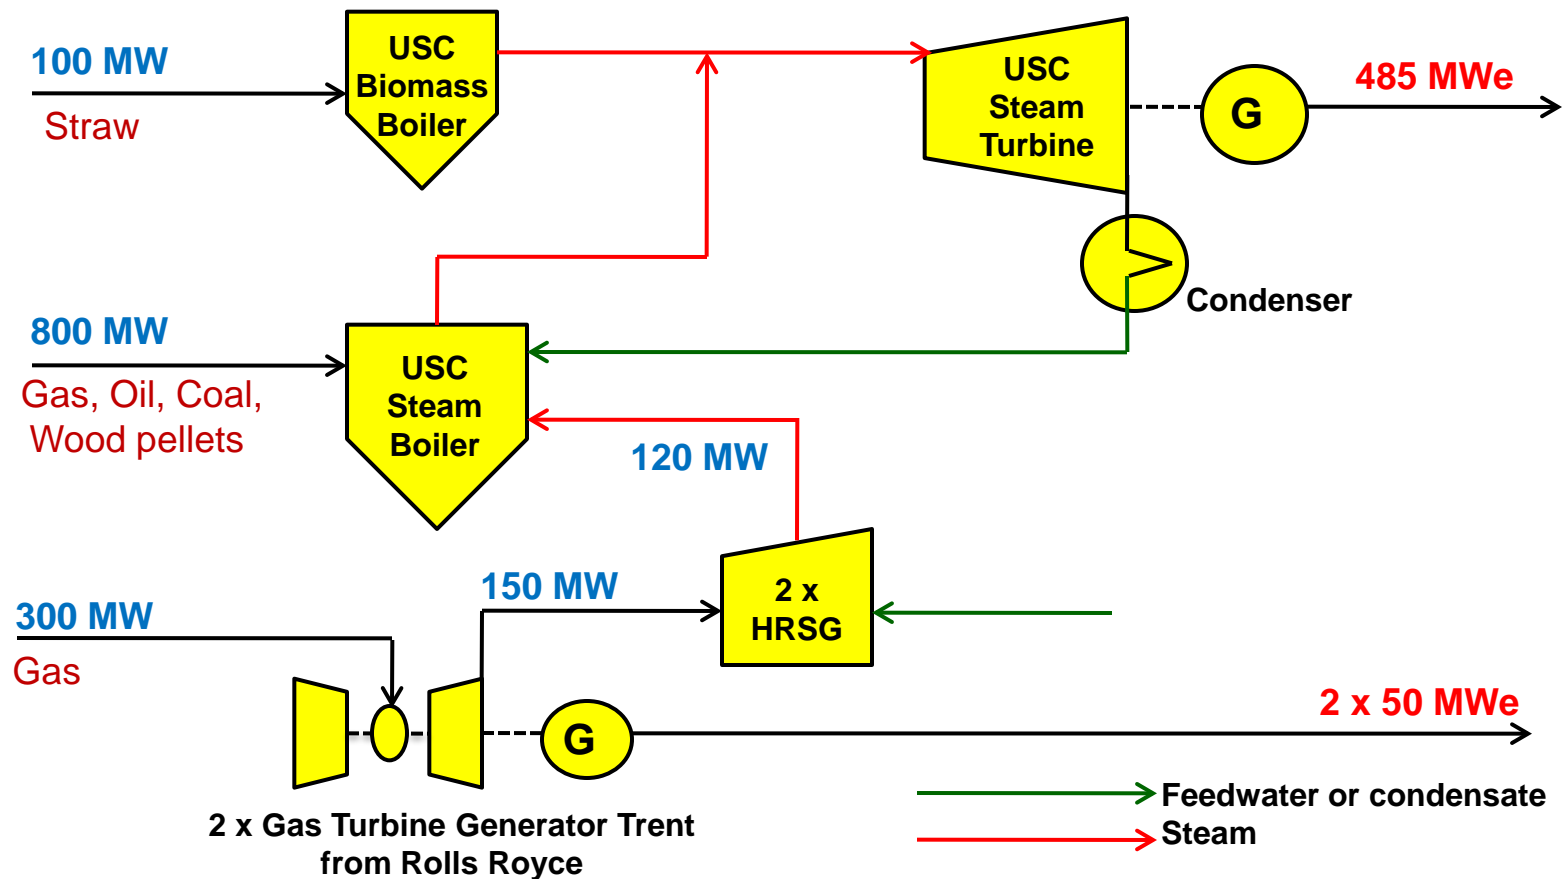 100 MW
Straw
USC
Biomass
Boiler
USC
Steam
Turbine
G
485 MWe
Condenser
800 MW
Gas, Oil, Coal,
Wood pellets
USC
Steam
Boiler
120 MW
150 MW
2 x
HRSG
300 MW
Gas
G
2 x 50 MWe
2 x Gas Turbine Generator Trent
from Rolls Royce
Feedwater or condensate
Steam